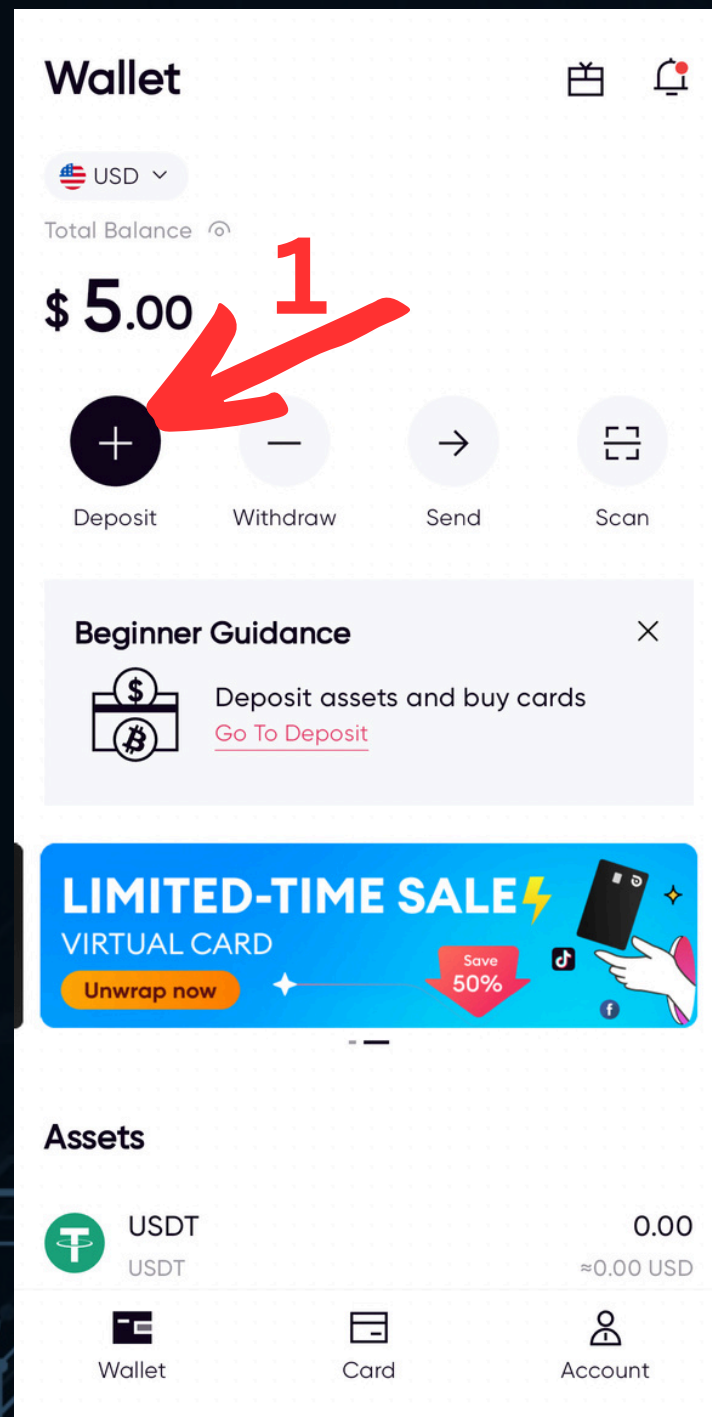 Wallet
USD
Total Balance
$ 5.00
1
Deposit
Withdraw
Send
Scan
Beginner Guidance
Deposit assets and buy cards
Go To Deposit
LIMITED-TIME SALE
VIRTUAL CARD
Unwrap now
Save
50%
Assets
USDT
0.00
USDT
≈0.00 USD
Wallet
Card
Account